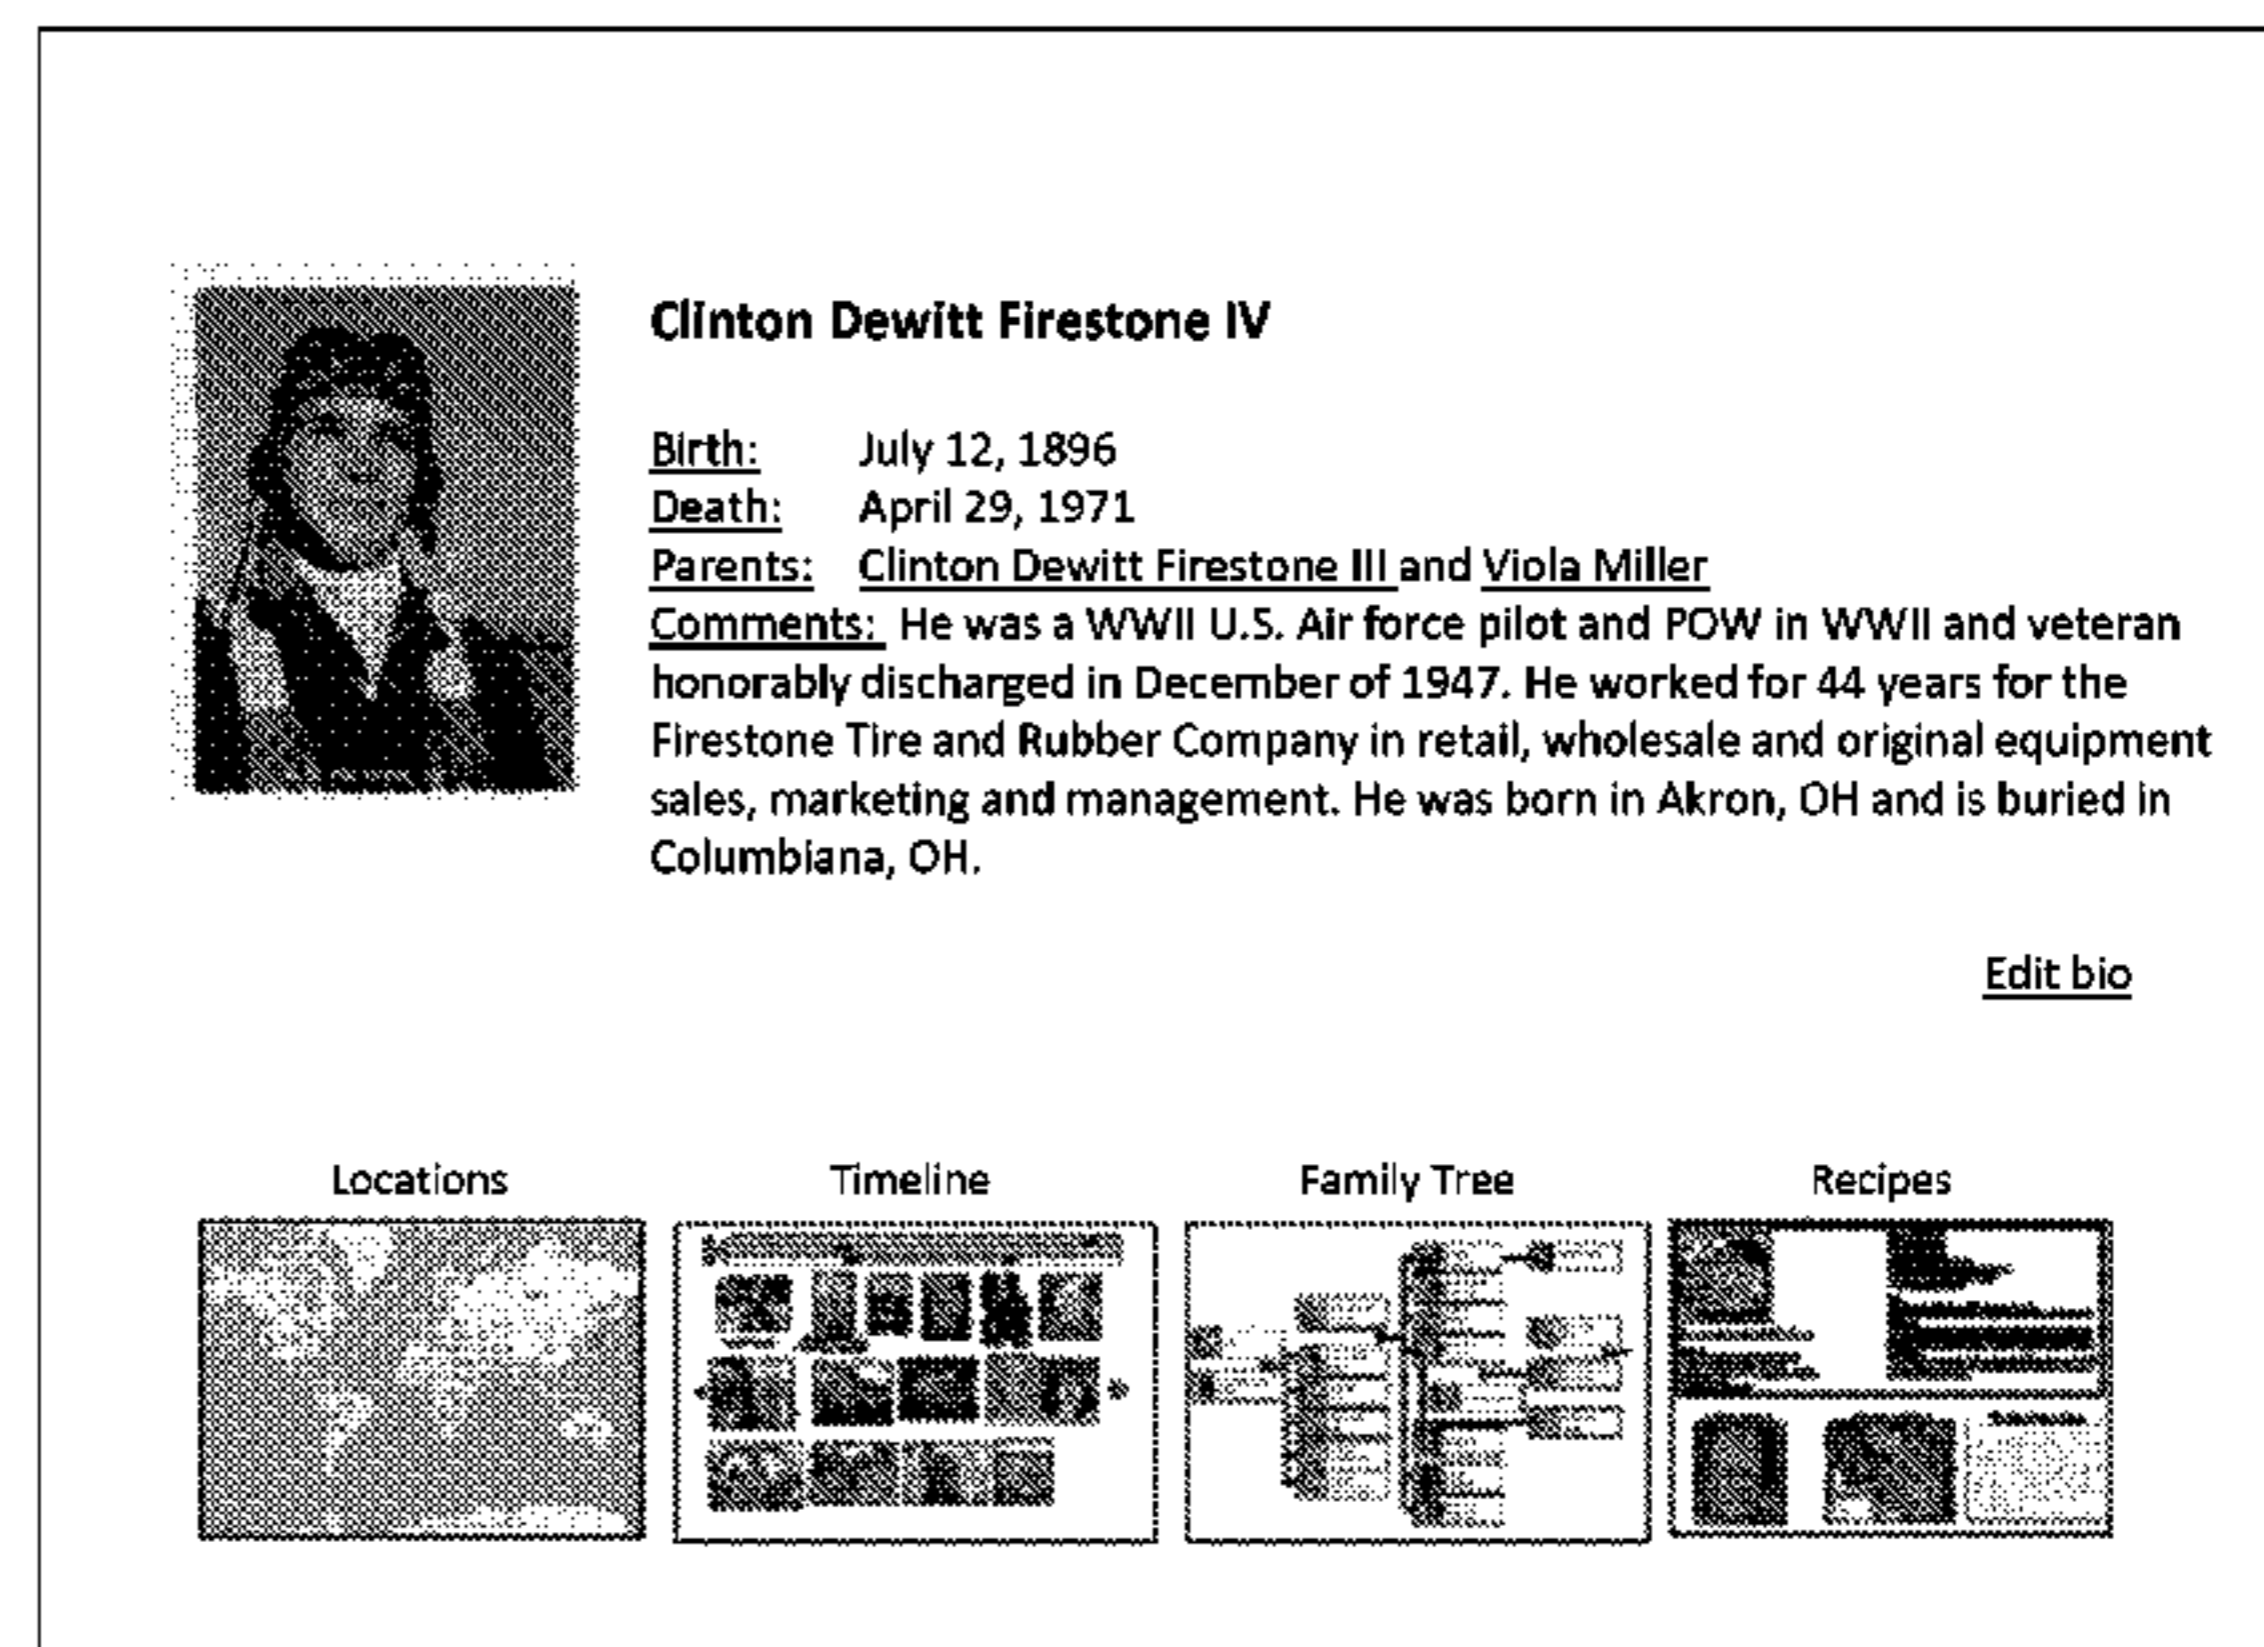 Clinton Dewitt Firestone IV
Birth: July 12, 1896
Death: April 29, 1971
Parents: Clinton Dewitt Firestone III and Viola Miller
Comments: He was a WWII U.S. Air force pilot and POW in WWII and veteran
honorably discharged in December of 1947. He worked for 44 years for the
Firestone Tire and Rubber Company in retail, wholesale and original equipment
sales, marketing and management. He was born in Akron, OH and is buried in
Columbiana, OH.
Edit bio
Locations Timeline Family Tree Recipes